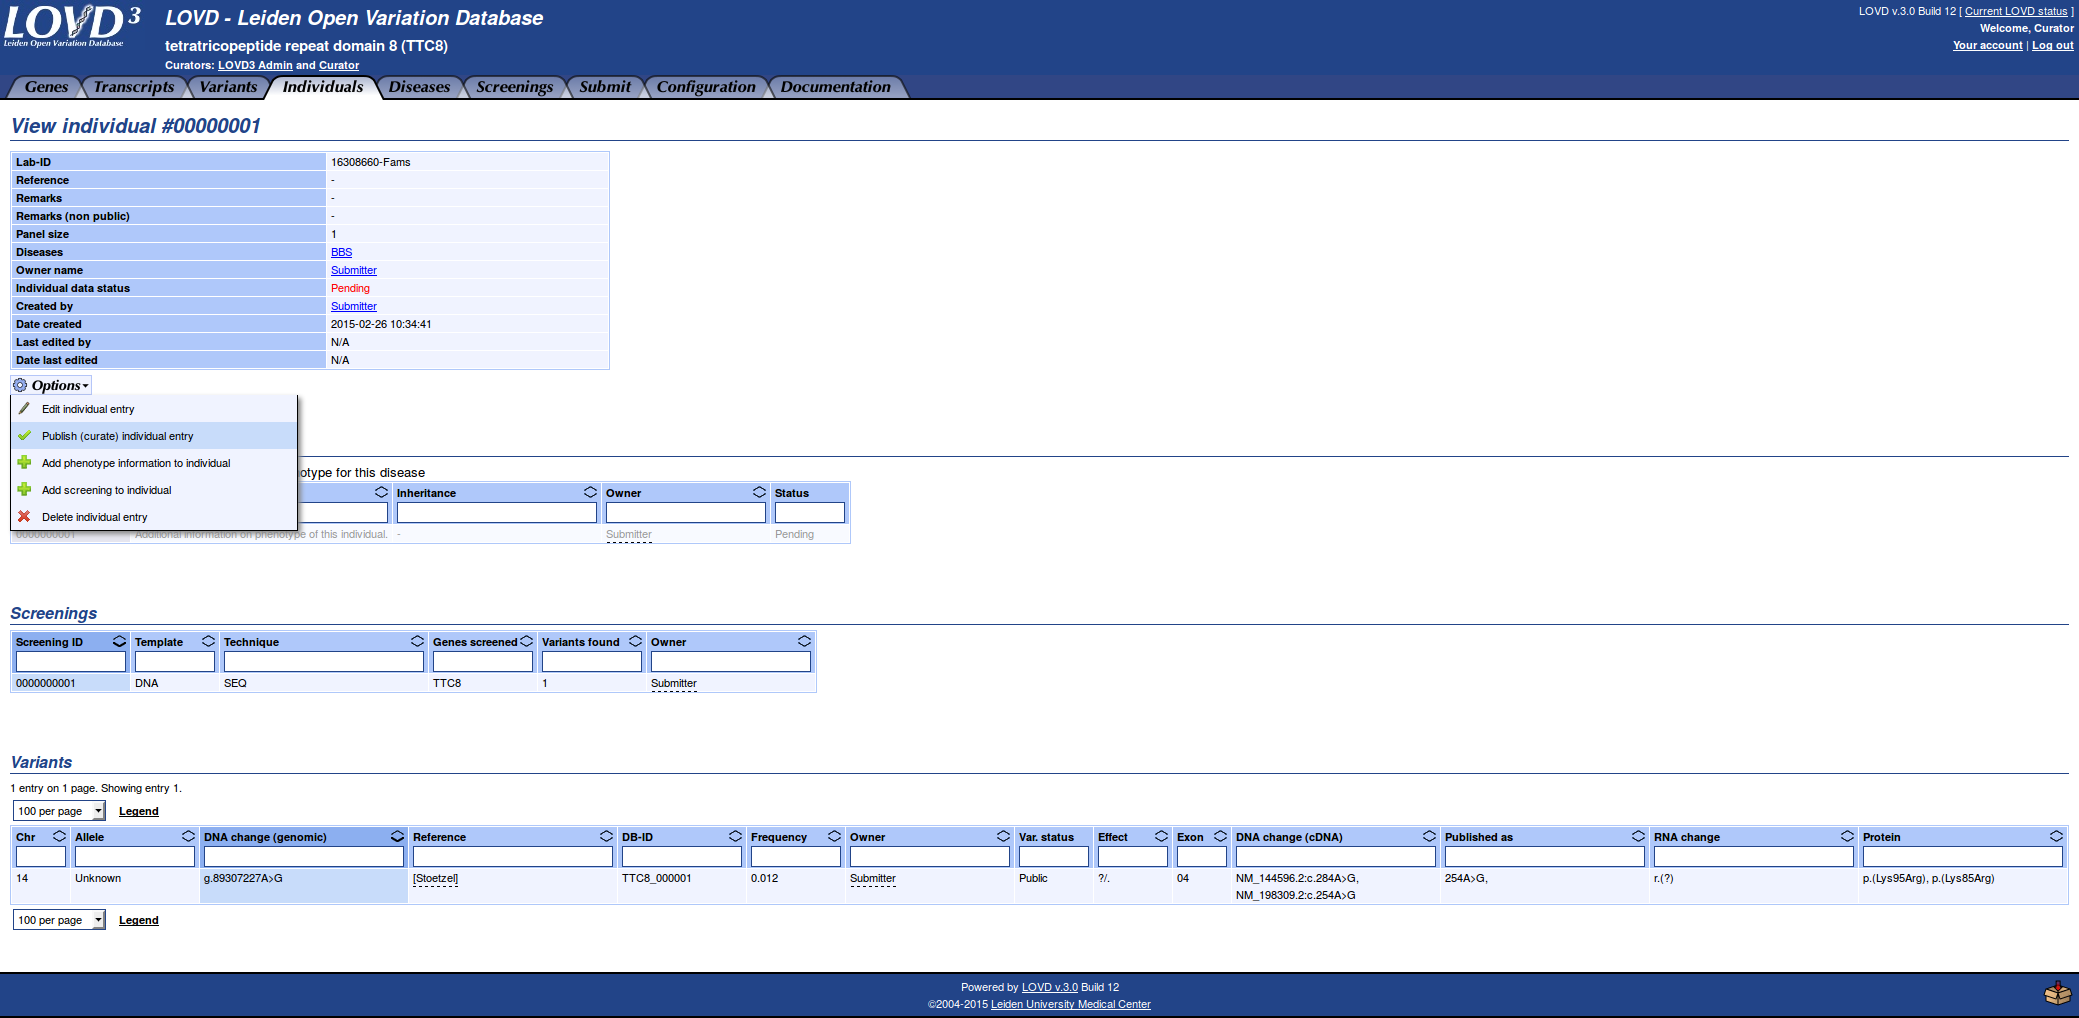 LOVD 3
Leiden Open Variation Database
LOVD - Leiden Open Variation Database
tetratricopeptide repeat domain 8 (TTC8)
Curators: LOVD3 Admin and Curator
LOVD v.3.0 Build 12 [ Current LOVD status ]
Welcome, Curator
Your account | Log out
Genes Transcripts Variants Individuals Diseases Screenings Submit Configuration Documentation
View individual #00000001
Lab-ID 16308660-Fams
Reference -
Remarks -
Remarks (non public) -
Panel size 1
Diseases BBS
Owner name Submitter
Individual data status Pending
Created by Submitter
Date created 2015-02-26 10:34:41
Last edited by N/A
Date last edited N/A
Options
Edit individual entry
Publish (curate) individual entry
Add phenotype information to individual
Add screening to individual
Delete individual entry
otype for this disease
Inheritance Owner Status
0000000001 Additional information on phenotype of this individual. - Submitter Pending
Screenings
Screening ID Template Technique Genes screened Variants found Owner
0000000001 DNA SEQ TTC8 1 Submitter
Variants
1 entry on 1 page. Showing entry 1.
100 per page Legend
Chr Allele DNA change (genomic) Reference DB-ID Frequency Owner Var. status Effect Exon DNA change (cDNA) Published as RNA change Protein
14 Unknown g.89307227A>G [Stoetzel] TTC8_000001 0.012 Submitter Public ?/. 04 NM_144596.2:c.284A>G, 254A>G, r.(?) p.(Lys95Arg), p.(Lys85Arg)
NM_198309.2:c.254A>G
100 per page Legend
Powered by LOVD v.3.0 Build 12
©2004-2015 Leiden University Medical Center